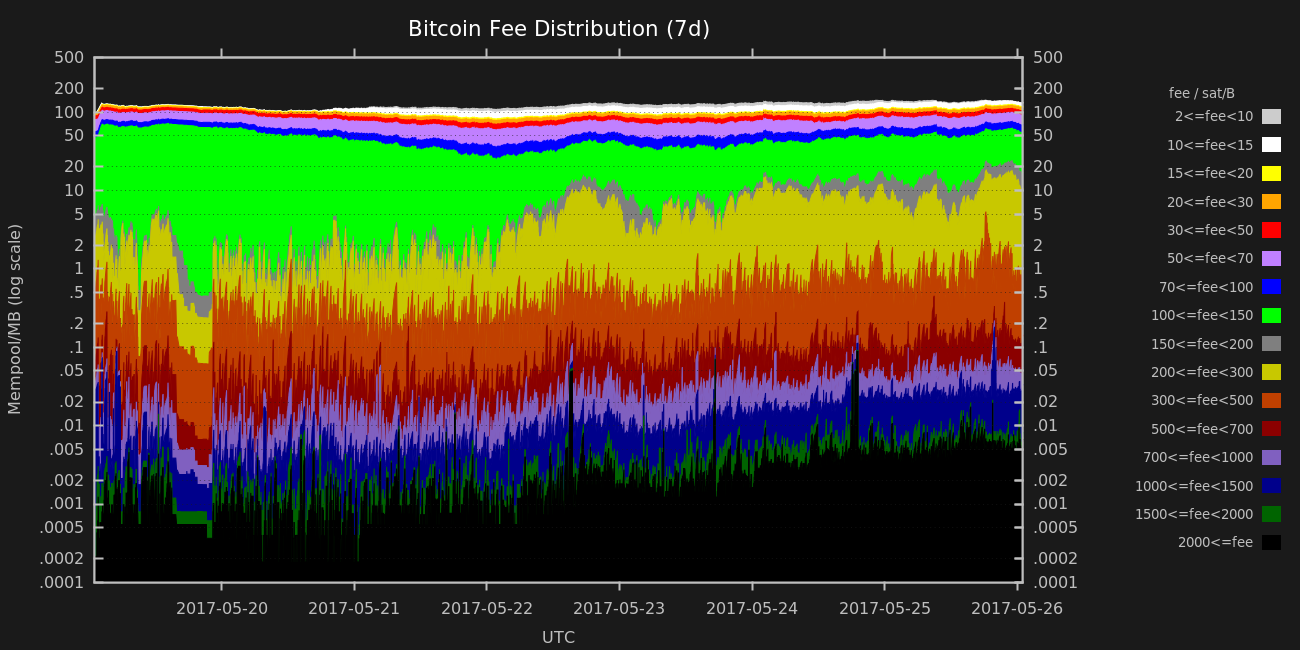 Bitcoin Fee Distribution (7d)
Mempool/MB (log scale)
500
200
100
50
20
10
5
2
1
.5
.2
.1
.05
.02
.01
.005
.002
.001
.0005
.0002
.0001
500
200
100
50
20
10
5
2
1
.5
.2
.1
.05
.02
.01
.005
.002
.001
.0005
.0002
.0001
2017-05-20
2017-05-21
2017-05-22
2017-05-23
2017-05-24
2017-05-25
2017-05-26
UTC
fee / sat/B
2<=fee<10
10<=fee<15
15<=fee<20
20<=fee<30
30<=fee<50
50<=fee<70
70<=fee<100
100<=fee<150
150<=fee<200
200<=fee<300
300<=fee<500
500<=fee<700
700<=fee<1000
1000<=fee<1500
1500<=fee<2000
2000<=fee